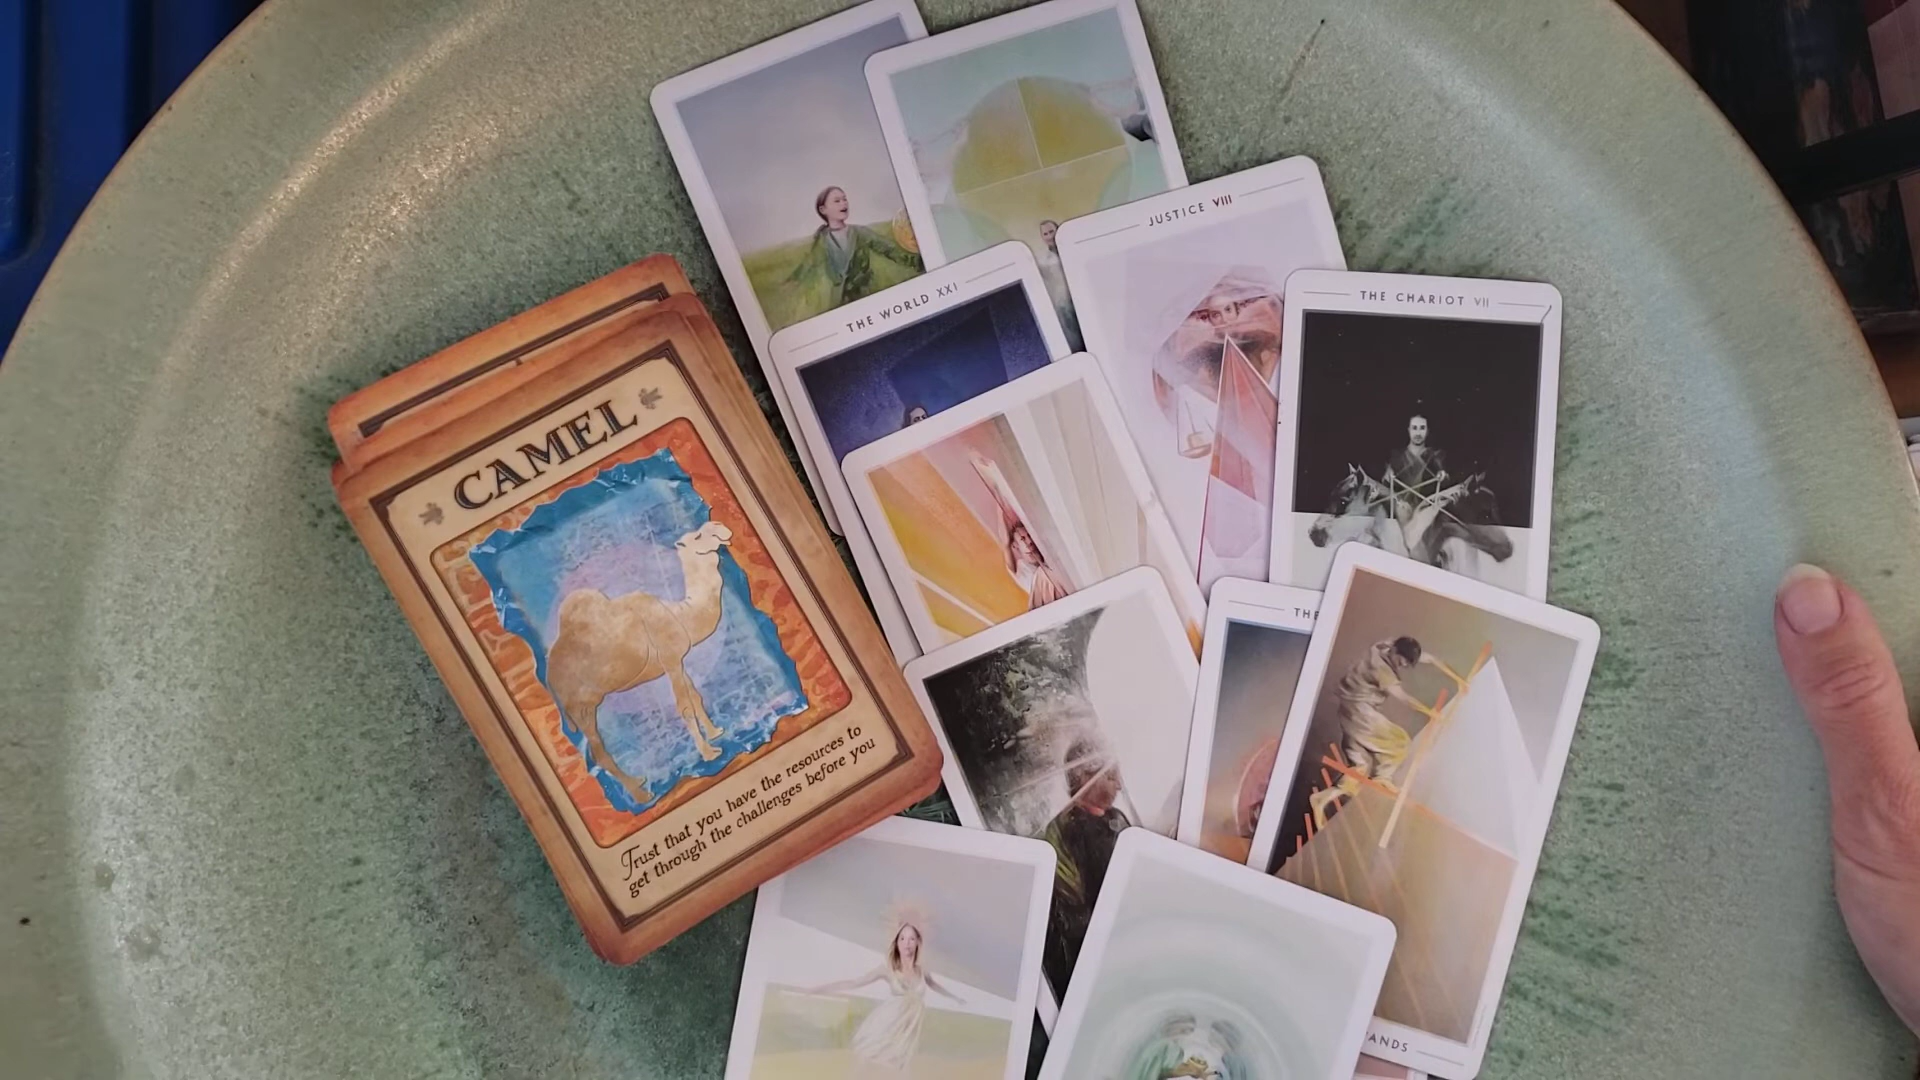 JUSTICE VIII
THE WORLD XXI
THE CHARIOT VII
CAMEL
Trust that you have the resources to
get through the challenges before you